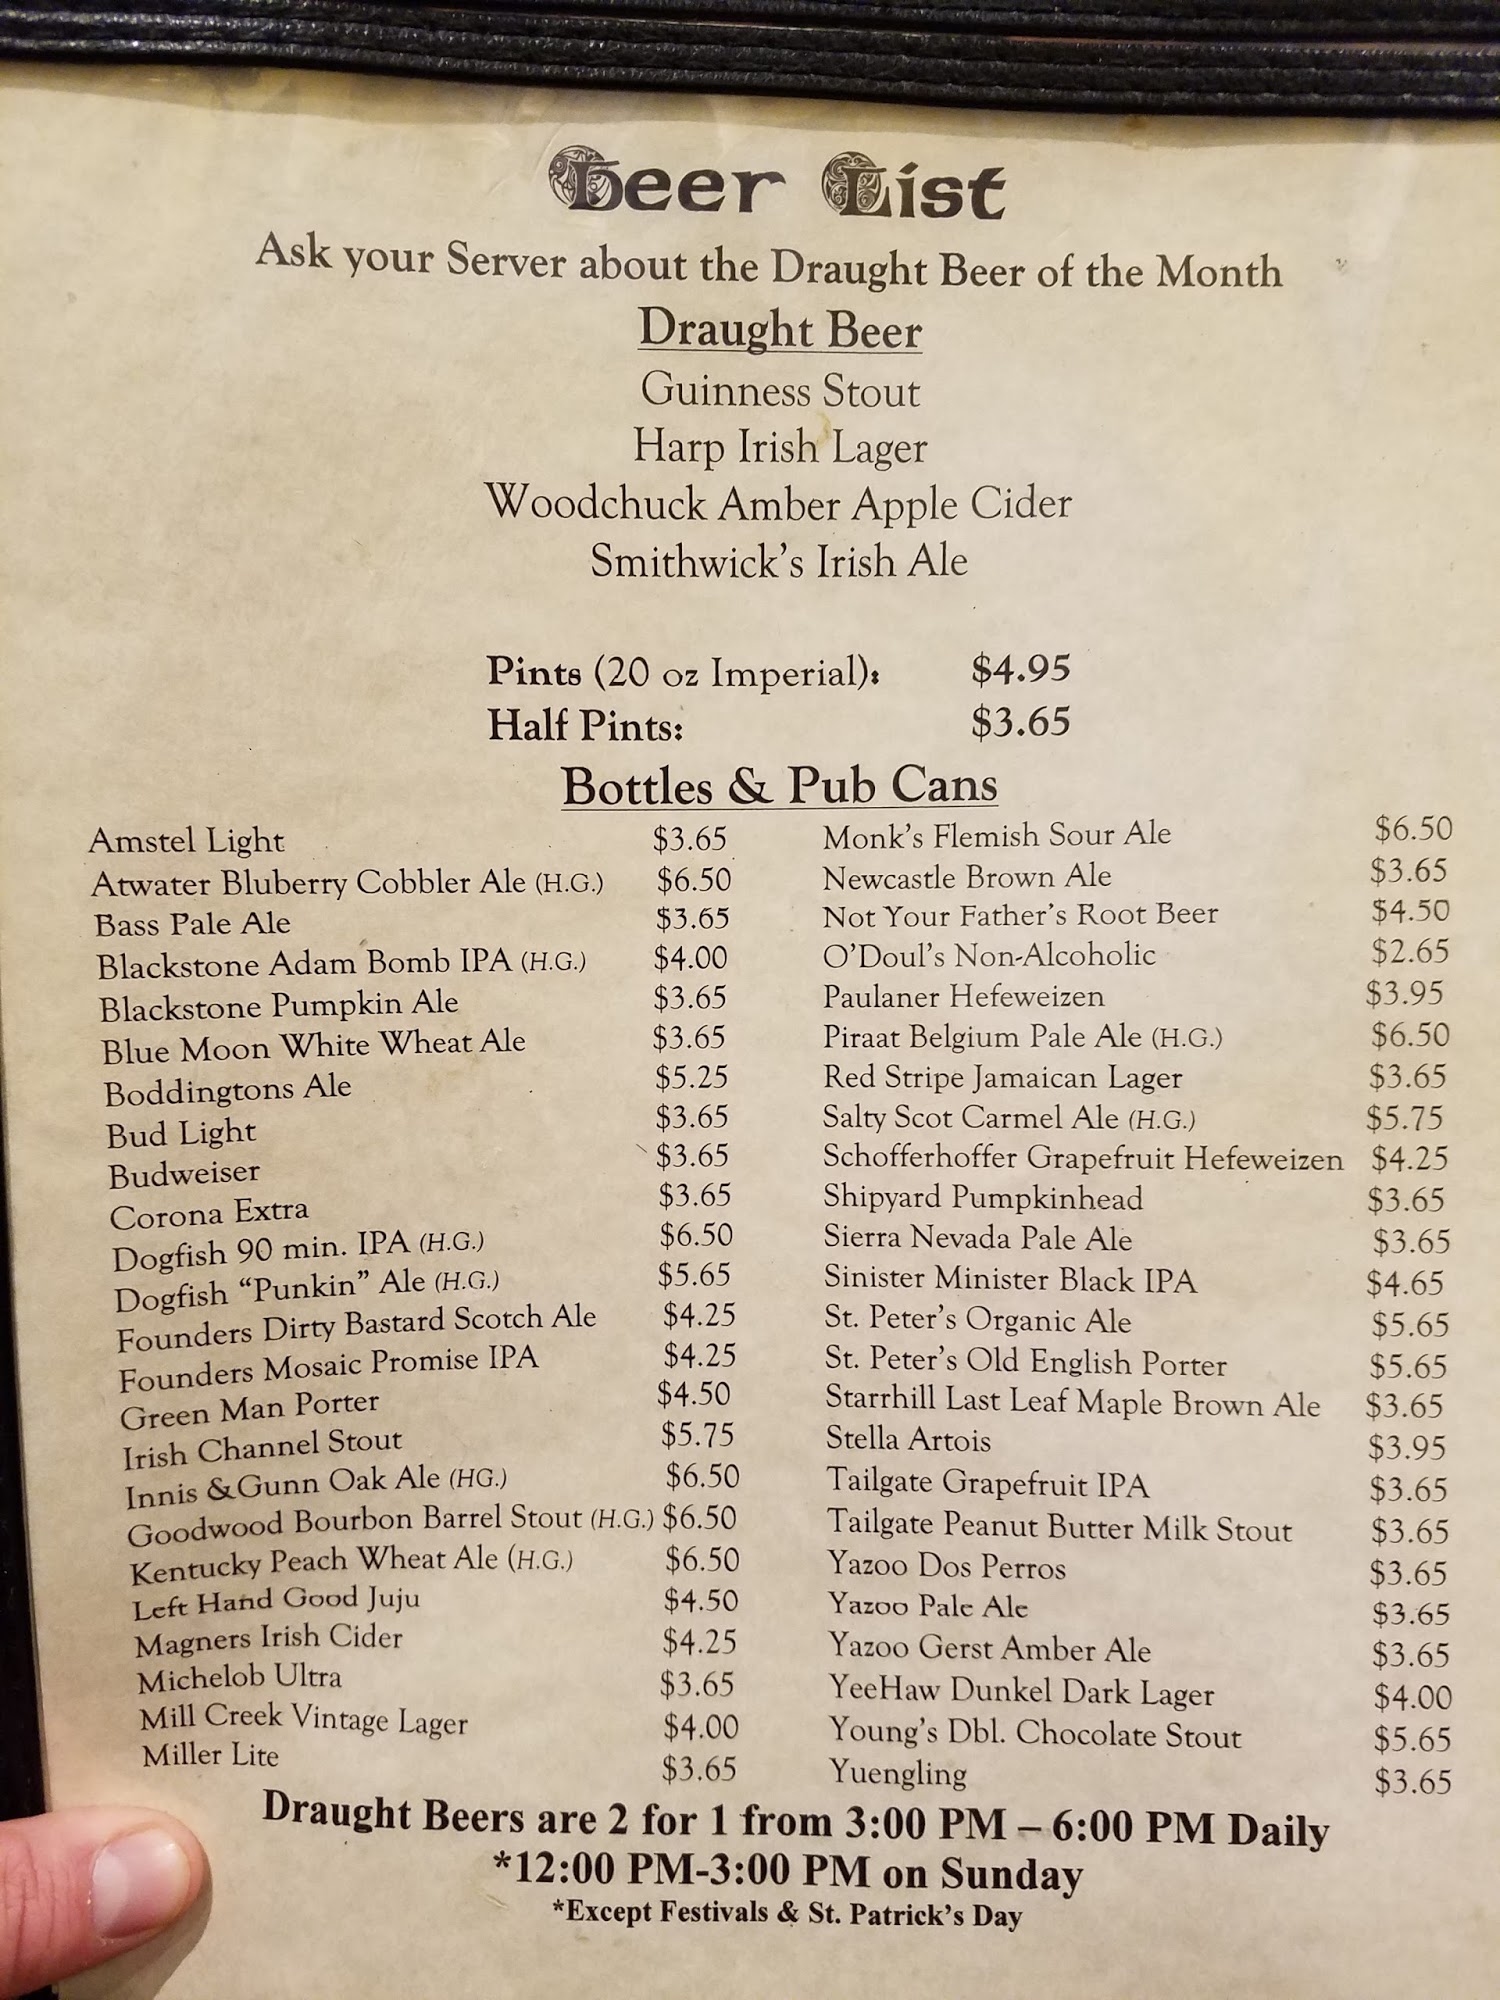 Beer List
Ask your Server about the Draught Beer of the Month
Draught Beer
Guinness Stout
Harp Irish Lager
Woodchuck Amber Apple Cider
Smithwick's Irish Ale
Pints (20 oz Imperial): $4.95
Half Pints: $3.65
Bottles & Pub Cans
Amstel Light $3.65
Atwater Bluberry Cobbler Ale (H.G.) $6.50
Bass Pale Ale $3.65
Blackstone Adam Bomb IPA (H.G.) $4.00
Blackstone Pumpkin Ale $3.65
Blue Moon White Wheat Ale $3.65
Boddingtons Ale $5.25
Bud Light $3.65
Budweiser $3.65
Corona Extra $3.65
Dogfish 90 min. IPA (H.G.) $6.50
Dogfish “Punkin” Ale (H.G.) $5.65
Founders Dirty Bastard Scotch Ale $4.25
Founders Mosaic Promise IPA $4.25
Green Man Porter $4.50
Irish Channel Stout $5.75
Innis &Gunn Oak Ale (HG.) $6.50
Goodwood Bourbon Barrel Stout (H.G.) $6.50
Kentucky Peach Wheat Ale (H.G.) $6.50
Left Hand Good Juju $4.50
Magners Irish Cider $4.25
Michelob Ultra $3.65
Mill Creek Vintage Lager $4.00
Miller Lite $3.65
Monk's Flemish Sour Ale $6.50
Newcastle Brown Ale $3.65
Not Your Father's Root Beer $4.50
O'Doul's Non-Alcoholic $2.65
Paulaner Hefeweizen $3.95
Piraat Belgium Pale Ale (H.G.) $6.50
Red Stripe Jamaican Lager $3.65
Salty Scot Carmel Ale (H.G.) $5.75
Schofferhoffer Grapefruit Hefeweizen $4.25
Shipyard Pumpkinhead $3.65
Sierra Nevada Pale Ale $3.65
Sinister Minister Black IPA $4.65
St. Peter's Organic Ale $5.65
St. Peter's Old English Porter $5.65
Starrhill Last Leaf Maple Brown Ale $3.65
Stella Artois $3.95
Tailgate Grapefruit IPA $3.65
Tailgate Peanut Butter Milk Stout $3.65
Yazoo Dos Perros $3.65
Yazoo Pale Ale $3.65
Yazoo Gerst Amber Ale $3.65
YeeHaw Dunkel Dark Lager $4.00
Young's Dbl. Chocolate Stout $5.65
Yuengling $3.65
Draught Beers are 2 for 1 from 3:00 PM – 6:00 PM Daily
*12:00 PM-3:00 PM on Sunday
*Except Festivals & St. Patrick's Day